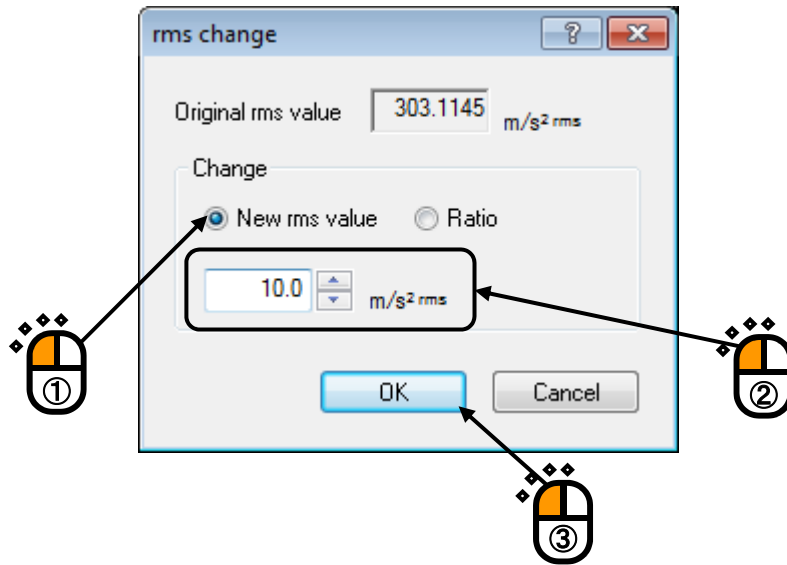 rms change
Original rms value 303.1145 m/s² rms
Change
New rms value Ratio
10.0 m/s² rms
OK Cancel
①
②
③